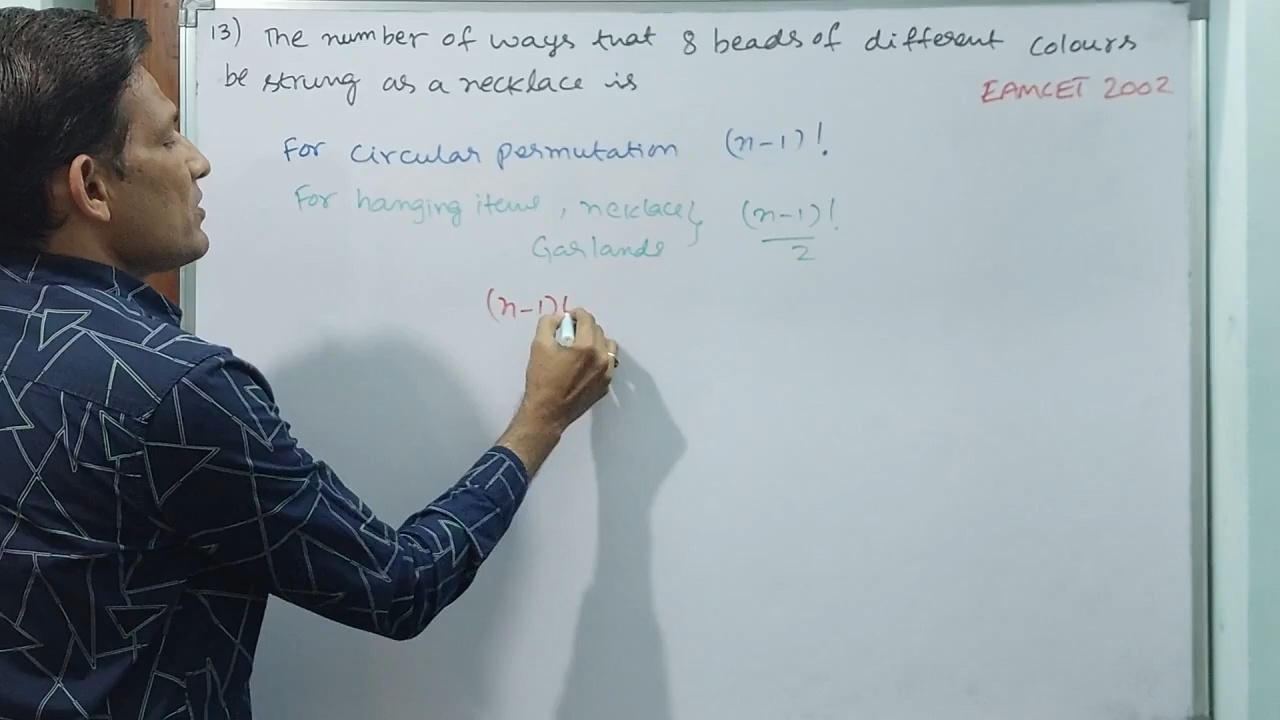 13) The number of ways that 8 beads of different colours
be strung as a necklace is
EAMCET 2002
For circular permutation (n-1)!
For hanging items, necklace} (n-1)!
Garlands 2
(n-1)!